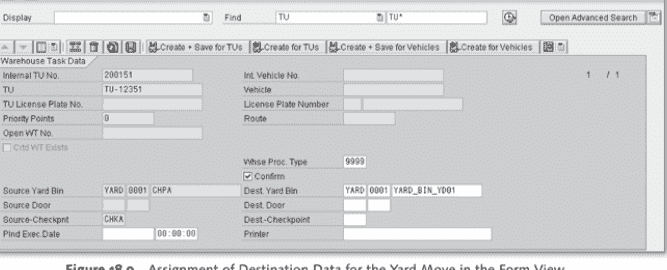 Display Find TU TU* Open Advanced Search
Create + Save for TUs Create for TUs Create + Save for Vehicles Create for Vehicles
Warehouse Task Data
Internal TU No. 200151 Int. Vehicle No. 1 / 1
TU TU-12351 Vehicle
TU License Plate No. License Plate Number
Priority Points 0 Route
Open WT No.
Crtd WT Exists
Whse Proc. Type 9999
Confirm
Source Yard Bin YARD 0001 CHPA Dest. Yard Bin YARD 0001 YARD_BIN_YD01
Source Door Dest. Door
Source-Checkpnt CHKA Dest.-Checkpoint
Plnd Exec.Date 00:00:00 Printer
Figure 18.9 Assignment of Destination Data for the Yard Move in the Form View